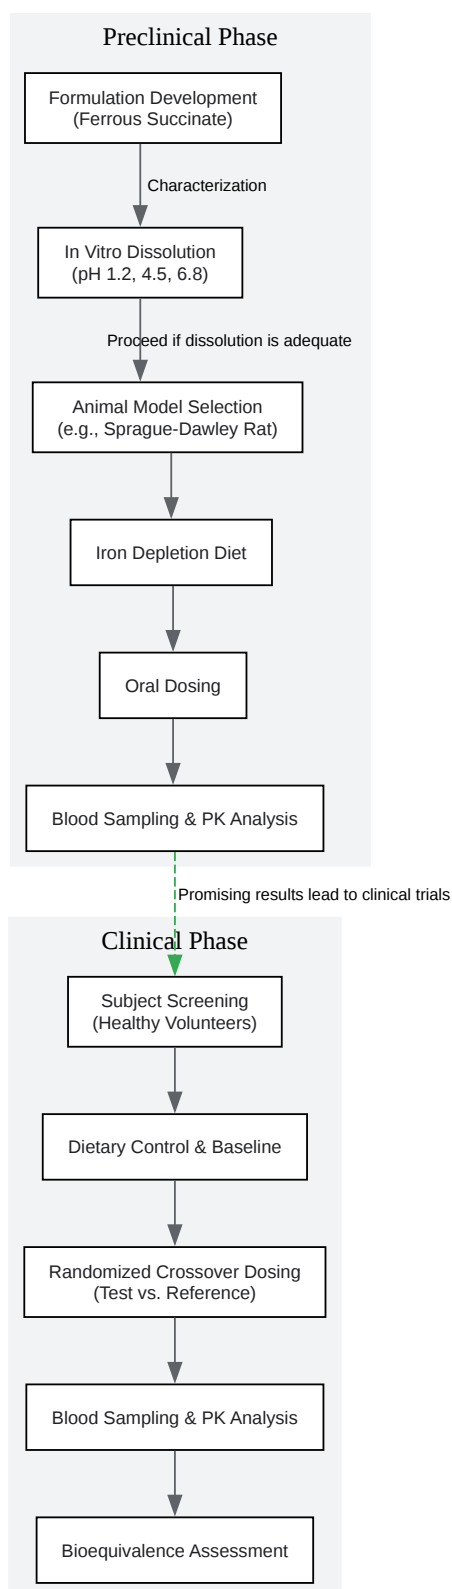 Preclinical Phase
Formulation Development
(Ferrous Succinate)
Characterization
In Vitro Dissolution
(pH 1.2, 4.5, 6.8)
Proceed if dissolution is adequate
Animal Model Selection
(e.g., Sprague-Dawley Rat)
Iron Depletion Diet
Oral Dosing
Blood Sampling & PK Analysis
Promising results lead to clinical trials
Clinical Phase
Subject Screening
(Healthy Volunteers)
Dietary Control & Baseline
Randomized Crossover Dosing
(Test vs. Reference)
Blood Sampling & PK Analysis
Bioequivalence Assessment